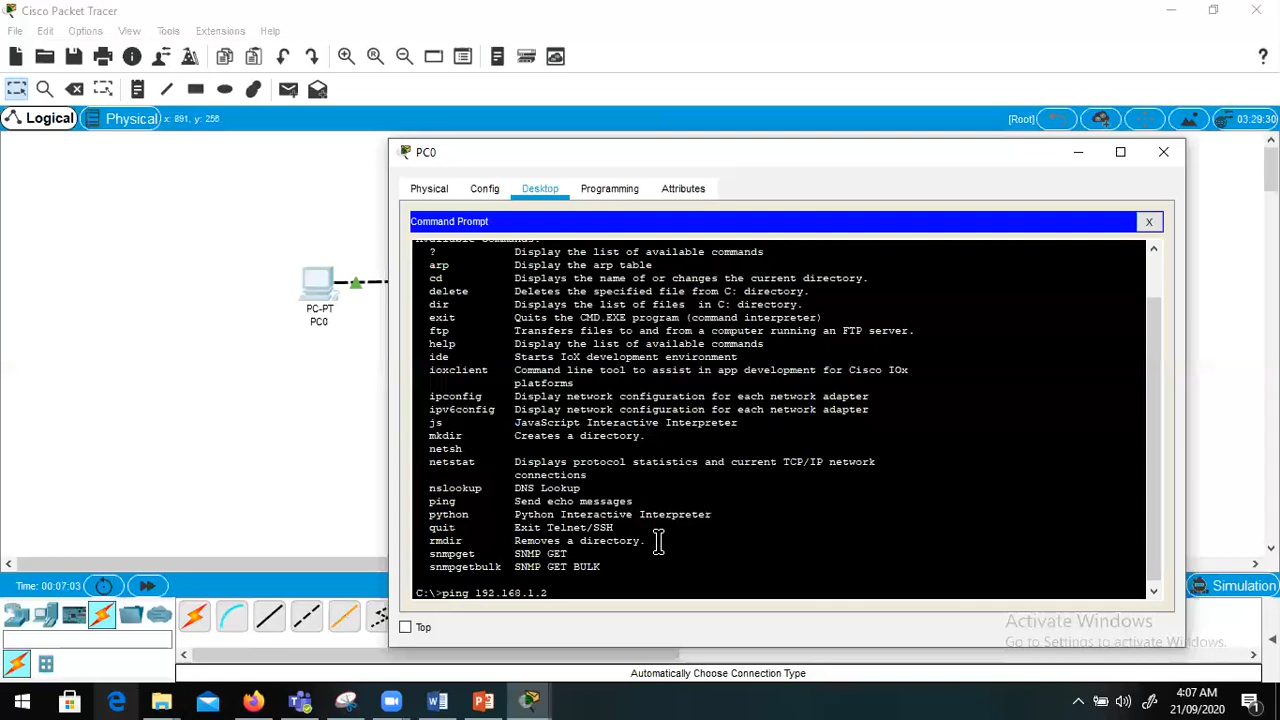 Cisco Packet Tracer
File Edit Options View Tools Extensions Help
Logical Physical x: 891, y: 256 [Root] 03:29:30
PC0
Physical Config Desktop Programming Attributes
Command Prompt X
Available Commands:
? Display the list of available commands
arp Display the arp table
cd Displays the name of or changes the current directory.
delete Deletes the specified file from C: directory.
dir Displays the list of files in C: directory.
exit Quits the CMD.EXE program (command interpreter)
ftp Transfers files to and from a computer running an FTP server.
help Display the list of available commands
ide Starts IoX development environment
ioxclient Command line tool to assist in app development for Cisco IOx
platforms
ipconfig Display network configuration for each network adapter
ipv6config Display network configuration for each network adapter
js JavaScript Interactive Interpreter
mkdir Creates a directory.
netsh
netstat Displays protocol statistics and current TCP/IP network
connections
nslookup DNS Lookup
ping Send echo messages
python Python Interactive Interpreter
quit Exit Telnet/SSH
rmdir Removes a directory.
snmpget SNMP GET
snmpgetbulk SNMP GET BULK
C:\>ping 192.168.1.2
Top
PC-PT
PC0
Time: 00:07:03 Simulation
Activate Windows
Go to Settings to activate Windows.
Automatically Choose Connection Type
4:07 AM
21/09/2020
1